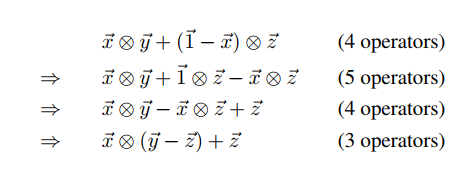 x⃗ ⊗ y⃗ + (1⃗ − x⃗) ⊗ z⃗ (4 operators)
⇒ x⃗ ⊗ y⃗ + 1⃗ ⊗ z⃗ − x⃗ ⊗ z⃗ (5 operators)
⇒ x⃗ ⊗ y⃗ − x⃗ ⊗ z⃗ + z⃗ (4 operators)
⇒ x⃗ ⊗ (y⃗ − z⃗) + z⃗ (3 operators)